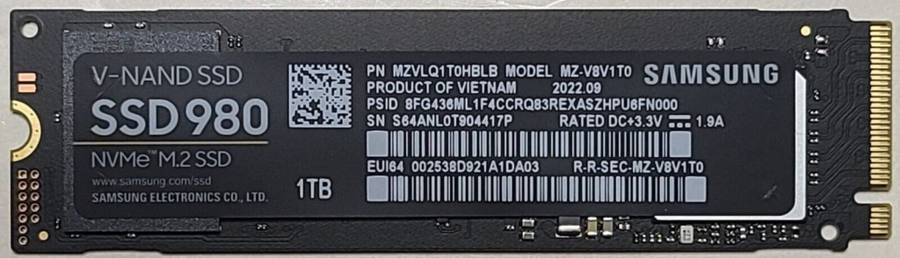 V-NAND SSD
SSD 980
NVMe™ M.2 SSD
www.samsung.com/ssd
SAMSUNG ELECTRONICS CO., LTD.
1TB
PN MZVLQ1T0HBLB MODEL MZ-V8V1T0 SAMSUNG
PRODUCT OF VIETNAM 2022.09
PSID 8FG436ML1F4CCRQ83REXASZHPU6FN000
SN S64ANL0T904417P RATED DC+3.3V ⎓ 1.9A
EUI64 002538D921A1DA03 R-R-SEC-MZ-V8V1T0